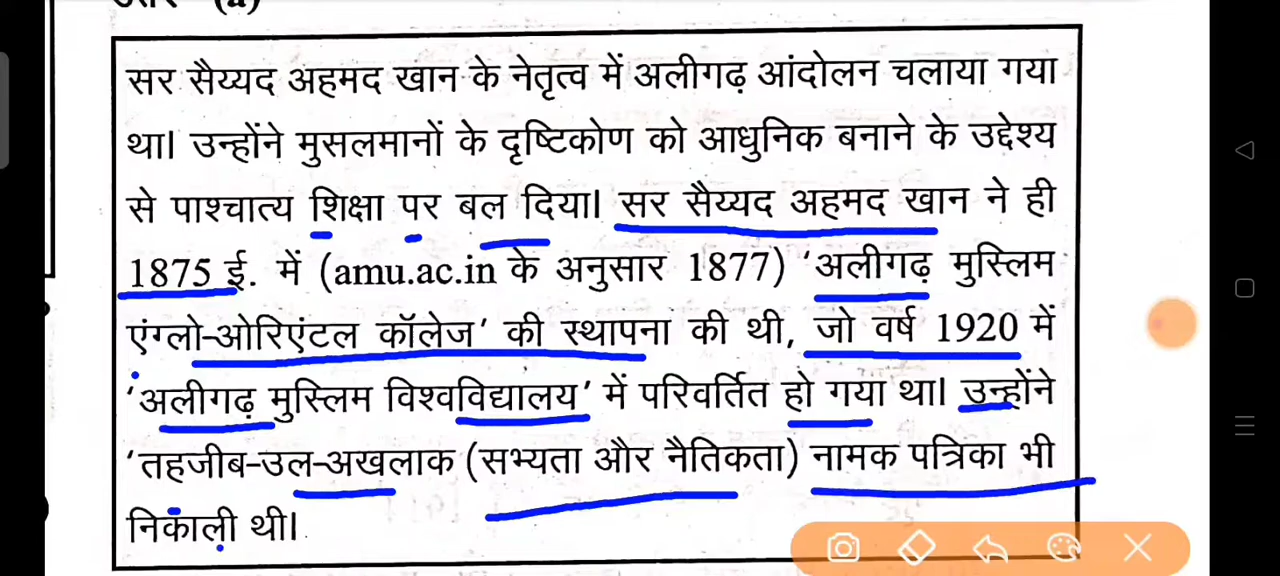 उत्तर—(a)
सर सैय्यद अहमद खान के नेतृत्व में अलीगढ़ आंदोलन चलाया गया
था। उन्होंने मुसलमानों के दृष्टिकोण को आधुनिक बनाने के उद्देश्य
से पाश्चात्य शिक्षा पर बल दिया। सर सैय्यद अहमद खान ने ही
1875 ई. में (amu.ac.in के अनुसार 1877) 'अलीगढ़ मुस्लिम
एंग्लो-ओरिएंटल कॉलेज' की स्थापना की थी, जो वर्ष 1920 में
'अलीगढ़ मुस्लिम विश्वविद्यालय' में परिवर्तित हो गया था। उन्होंने
'तहजीब-उल-अखलाक (सभ्यता और नैतिकता) नामक पत्रिका भी
निकाली थी।